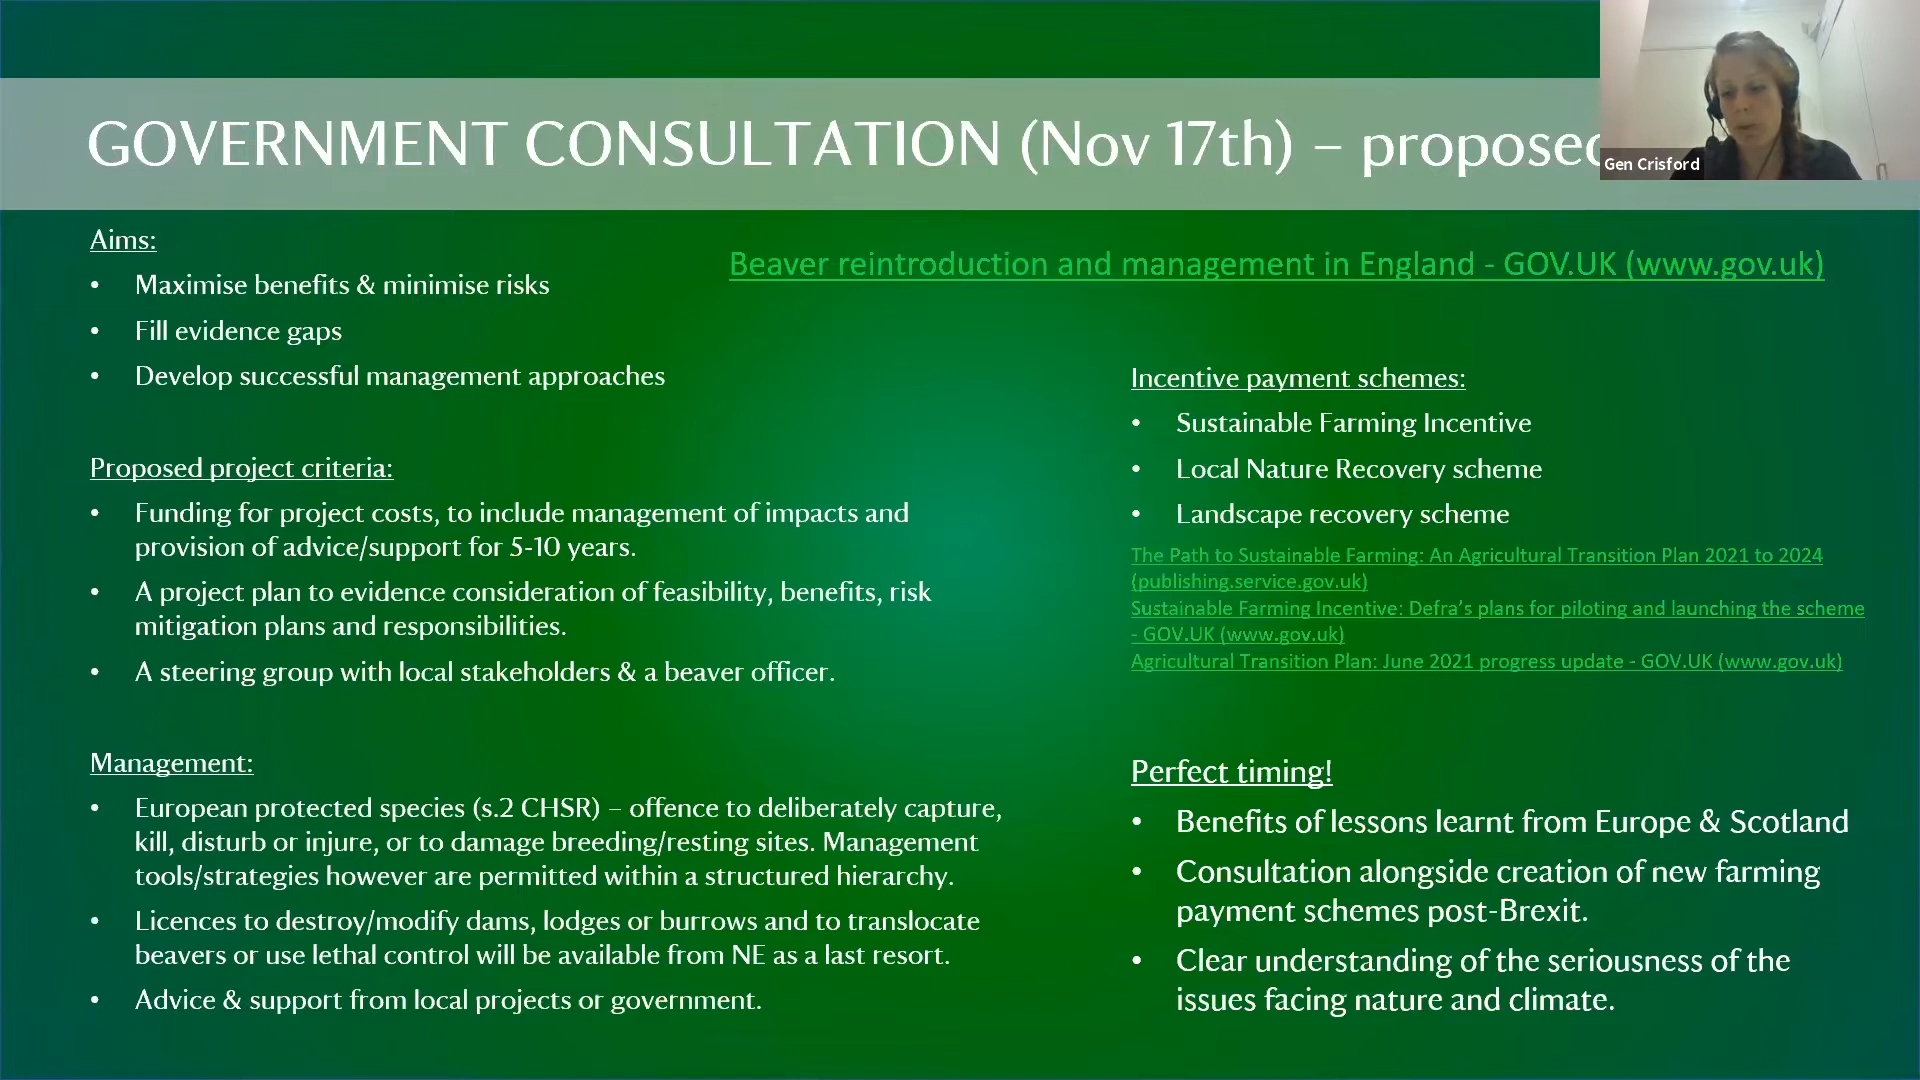 GOVERNMENT CONSULTATION (Nov 17th) – proposed
Gen Crisford
Aims:
• Maximise benefits & minimise risks
• Fill evidence gaps
• Develop successful management approaches
Beaver reintroduction and management in England - GOV.UK (www.gov.uk)
Proposed project criteria:
• Funding for project costs, to include management of impacts and
provision of advice/support for 5-10 years.
• A project plan to evidence consideration of feasibility, benefits, risk
mitigation plans and responsibilities.
• A steering group with local stakeholders & a beaver officer.
Management:
• European protected species (s.2 CHSR) – offence to deliberately capture,
kill, disturb or injure, or to damage breeding/resting sites. Management
tools/strategies however are permitted within a structured hierarchy.
• Licences to destroy/modify dams, lodges or burrows and to translocate
beavers or use lethal control will be available from NE as a last resort.
• Advice & support from local projects or government.
Incentive payment schemes:
• Sustainable Farming Incentive
• Local Nature Recovery scheme
• Landscape recovery scheme
The Path to Sustainable Farming: An Agricultural Transition Plan 2021 to 2024
(publishing.service.gov.uk)
Sustainable Farming Incentive: Defra's plans for piloting and launching the scheme
- GOV.UK (www.gov.uk)
Agricultural Transition Plan: June 2021 progress update - GOV.UK (www.gov.uk)
Perfect timing!
• Benefits of lessons learnt from Europe & Scotland
• Consultation alongside creation of new farming
payment schemes post-Brexit.
• Clear understanding of the seriousness of the
issues facing nature and climate.